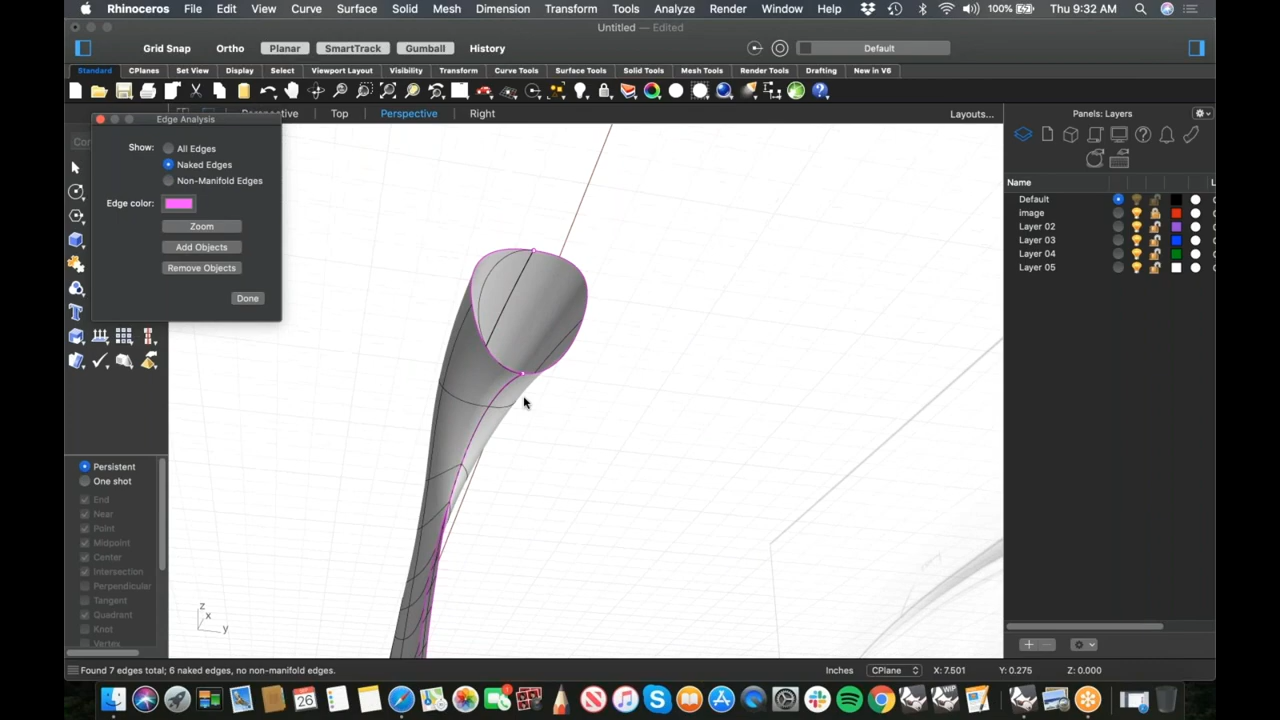 Rhinoceros File Edit View Curve Surface Solid Mesh Dimension Transform Tools Analyze Render Window Help 100% Thu 9:32 AM
Untitled — Edited
Grid Snap Ortho Planar SmartTrack Gumball History Default
Standard CPlanes Set View Display Select Viewport Layout Visibility Transform Curve Tools Surface Tools Solid Tools Mesh Tools Render Tools Drafting New in V6
Perspective Top Perspective Right Layouts... Panels: Layers
Edge Analysis
Show: All Edges
Naked Edges
Non-Manifold Edges
Edge color:
Zoom
Add Objects
Remove Objects
Done
Name L
Default
image
Layer 02
Layer 03
Layer 04
Layer 05
Persistent
One shot
End
Near
Point
Midpoint
Center
Intersection
Perpendicular
Tangent
Quadrant
Knot
Vertex
z
x
y
Found 7 edges total; 6 naked edges, no non-manifold edges. Inches CPlane X: 7.501 Y: 0.275 Z: 0.000
26